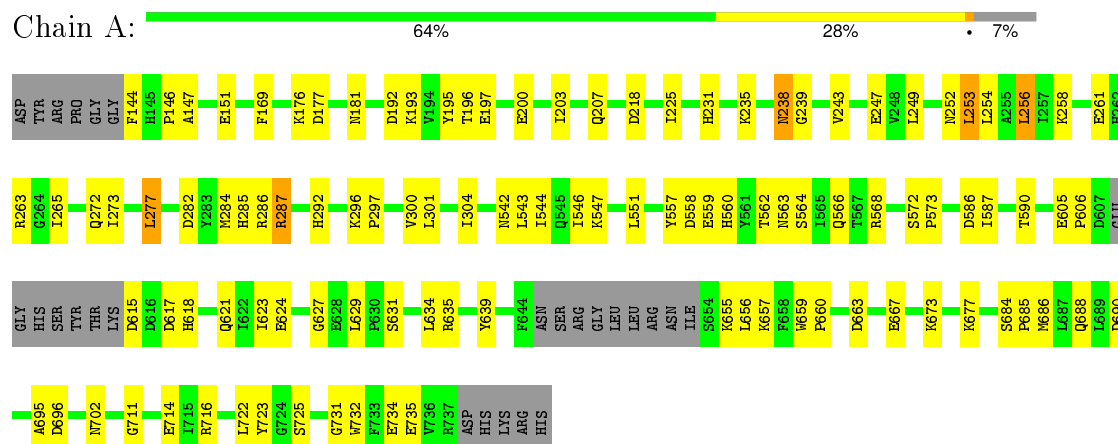 Chain A:
64% 28% • 7%
ASP TYR ARG PRO GLY GLY F144 H145 P146 A147 E151 F169 K176 D177 N181 D192 K193 V194 Y195 T196 E197 E200 I203 Q207 D218 I225 H231 K235 N238 G239 V243 E247 V248 L249 N252 L253 L254 A255 L256 I257 K258 E261 H262
R263 G264 I265 Q272 I273 L277 D282 Y283 M284 H285 R286 R287 H292 K296 P297 V300 L301 I304 N542 L543 I544 Q545 I546 K547 L551 Y557 D558 E559 H560 Y561 T562 N563 S564 I565 Q566 T567 R568 S572 P573 D586 I587 T590 E605 P606 D607 GLU
GLY HIS SER TYR THR LYS D615 D616 D617 H618 Q621 I622 I623 E624 G627 E628 L629 P630 S631 L634 R635 Y639 F644 ASN SER ARG GLY LEU LEU ARG ASN ILE S654 K655 L656 K657 F658 W659 P660 D663 E667 K673 K677 S684 P685 M686 L687 Q688 L689
A695 D696 N702 G711 E714 I715 R716 L722 Y723 G724 S725 G731 W732 F733 E734 E735 V736 R737 ASP HIS LYS ARG HIS